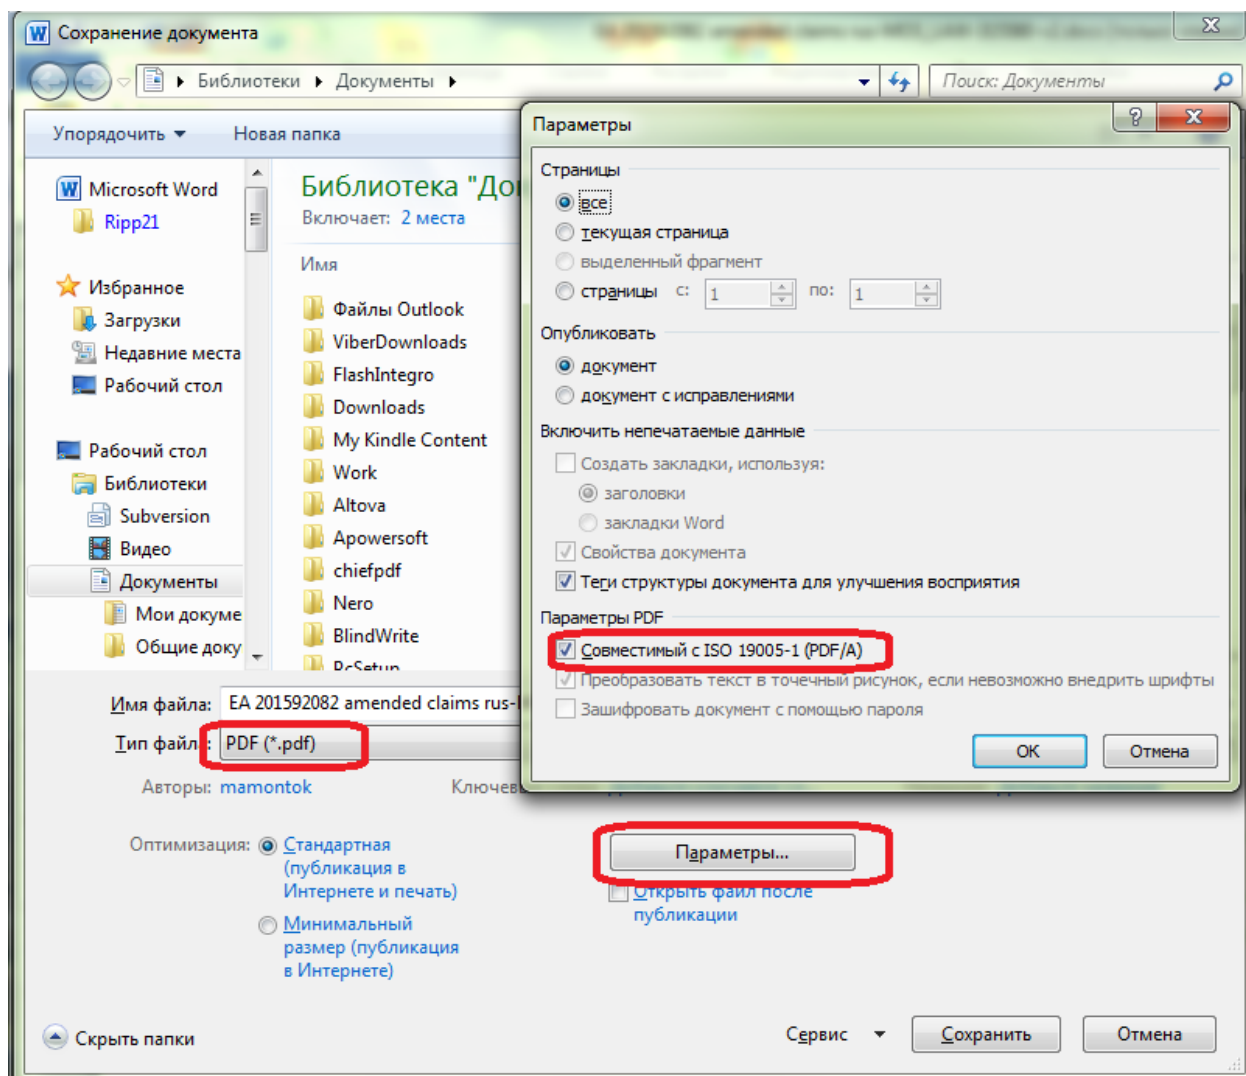 Сохранение документа
Библиотеки ▸ Документы ▸
Поиск: Документы
Упорядочить ▼ Новая папка
Microsoft Word
Ripp21
Избранное
Загрузки
Недавние места
Рабочий стол
Рабочий стол
Библиотеки
Subversion
Видео
Документы
Мои докуме
Общие доку
Библиотека "До
Включает: 2 места
Имя
Файлы Outlook
ViberDownloads
FlashIntegro
Downloads
My Kindle Content
Work
Altova
Apowersoft
chiefpdf
Nero
BlindWrite
PcSetup
Параметры
Страницы
все
текущая страница
выделенный фрагмент
страницы с: 1 по: 1
Опубликовать
документ
документ с исправлениями
Включить непечатаемые данные
Создать закладки, используя:
заголовки
закладки Word
Свойства документа
Теги структуры документа для улучшения восприятия
Параметры PDF
Совместимый с ISO 19005-1 (PDF/A)
Преобразовать текст в точечный рисунок, если невозможно внедрить шрифты
Зашифровать документ с помощью пароля
ОК Отмена
Имя файла: EA 201592082 amended claims rus-
Тип файла: PDF (*.pdf)
Авторы: mamontok Ключев
Оптимизация: Стандартная
(публикация в
Интернете и печать)
Минимальный
размер (публикация
в Интернете)
Параметры...
Открыть файл после
публикации
Скрыть папки
Сервис ▼ Сохранить Отмена